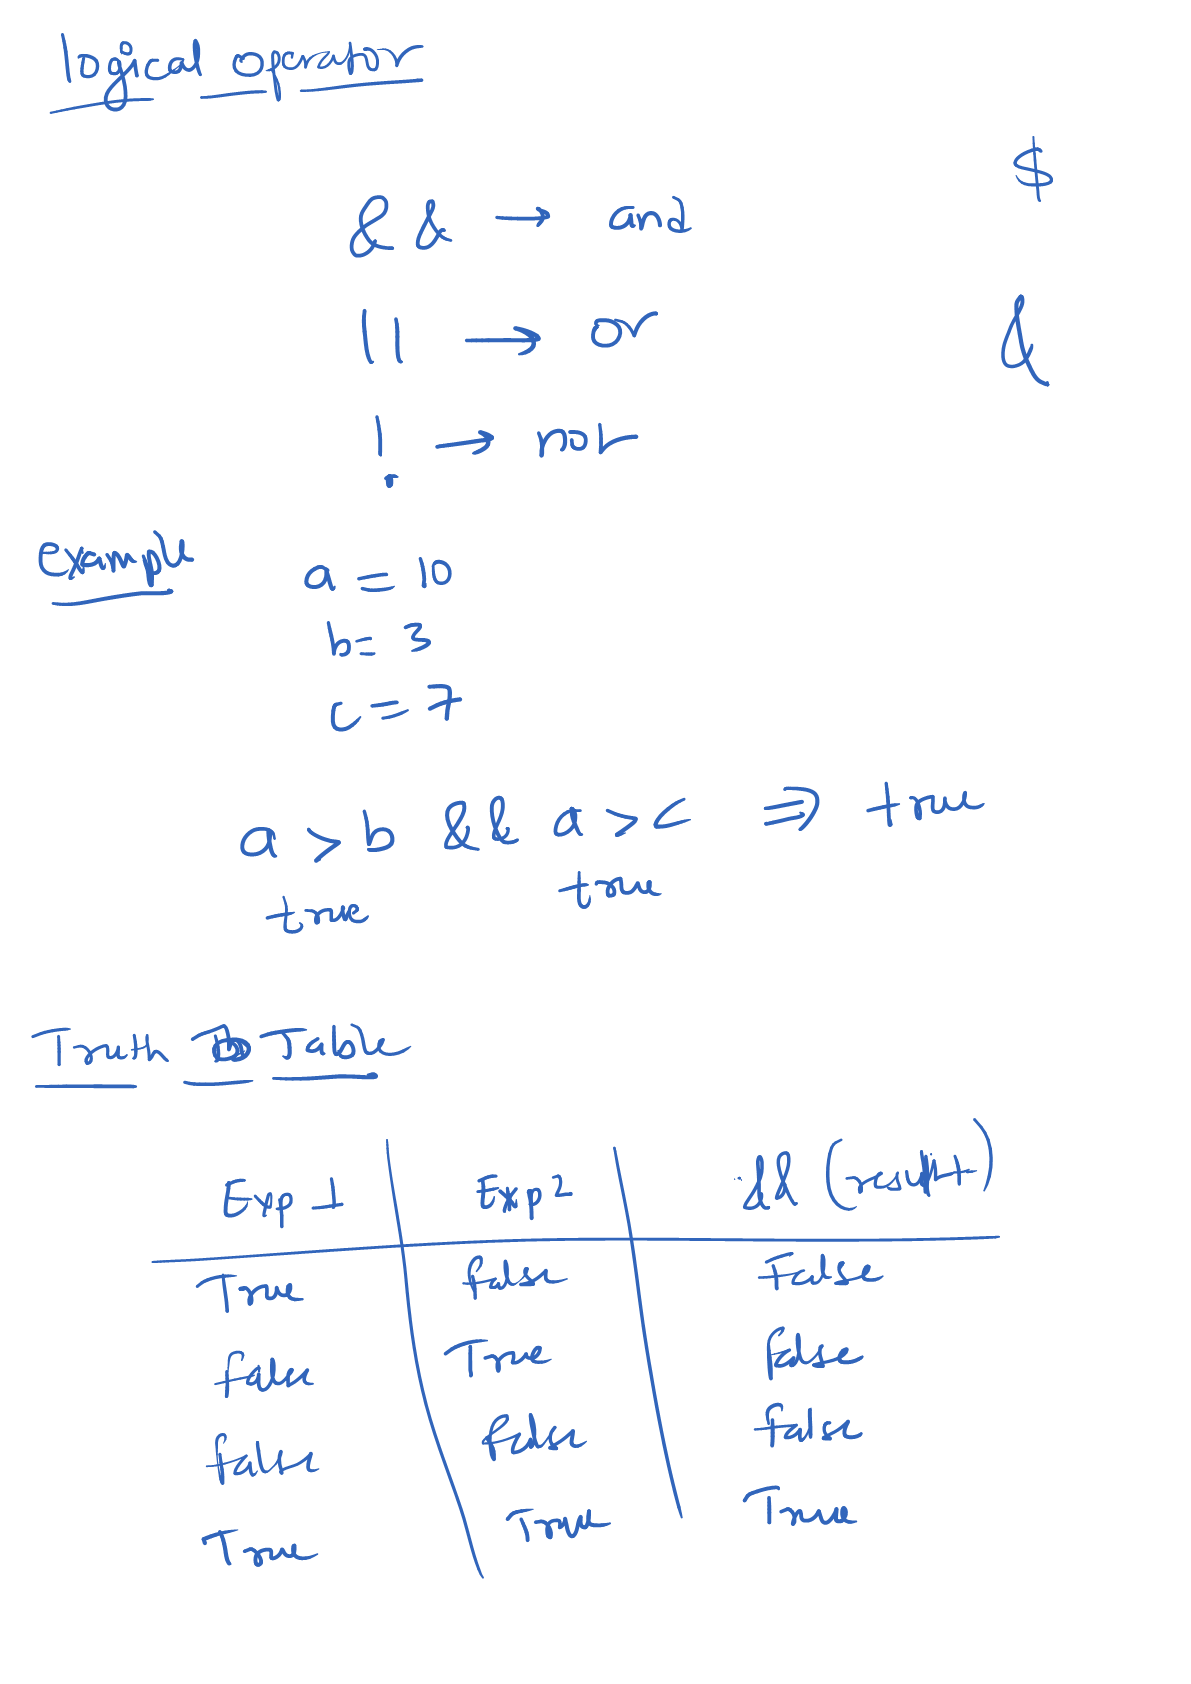 logical operator
$
&& → and
|| → or
&
! → not
example
a = 10
b = 3
c = 7
a > b && a > c ⇒ true
true true
Truth Table
Exp 1 Exp 2 && (result)
True false False
false True false
false false false
True True True